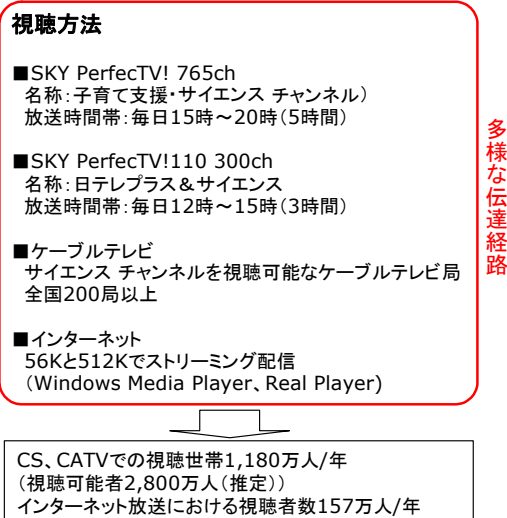 視聴方法
■SKY PerfecTV! 765ch
名称：子育て支援・サイエンス チャンネル）
放送時間帯：毎日15時～20時（5時間）
■SKY PerfecTV!110 300ch
名称：日テレプラス＆サイエンス
放送時間帯：毎日12時～15時（3時間）
■ケーブルテレビ
サイエンス チャンネルを視聴可能なケーブルテレビ局
全国200局以上
■インターネット
56Kと512Kでストリーミング配信
（Windows Media Player、Real Player)
多様な伝達経路
CS、CATVでの視聴世帯1,180万人/年
（視聴可能者2,800万人（推定））
インターネット放送における視聴者数157万人/年